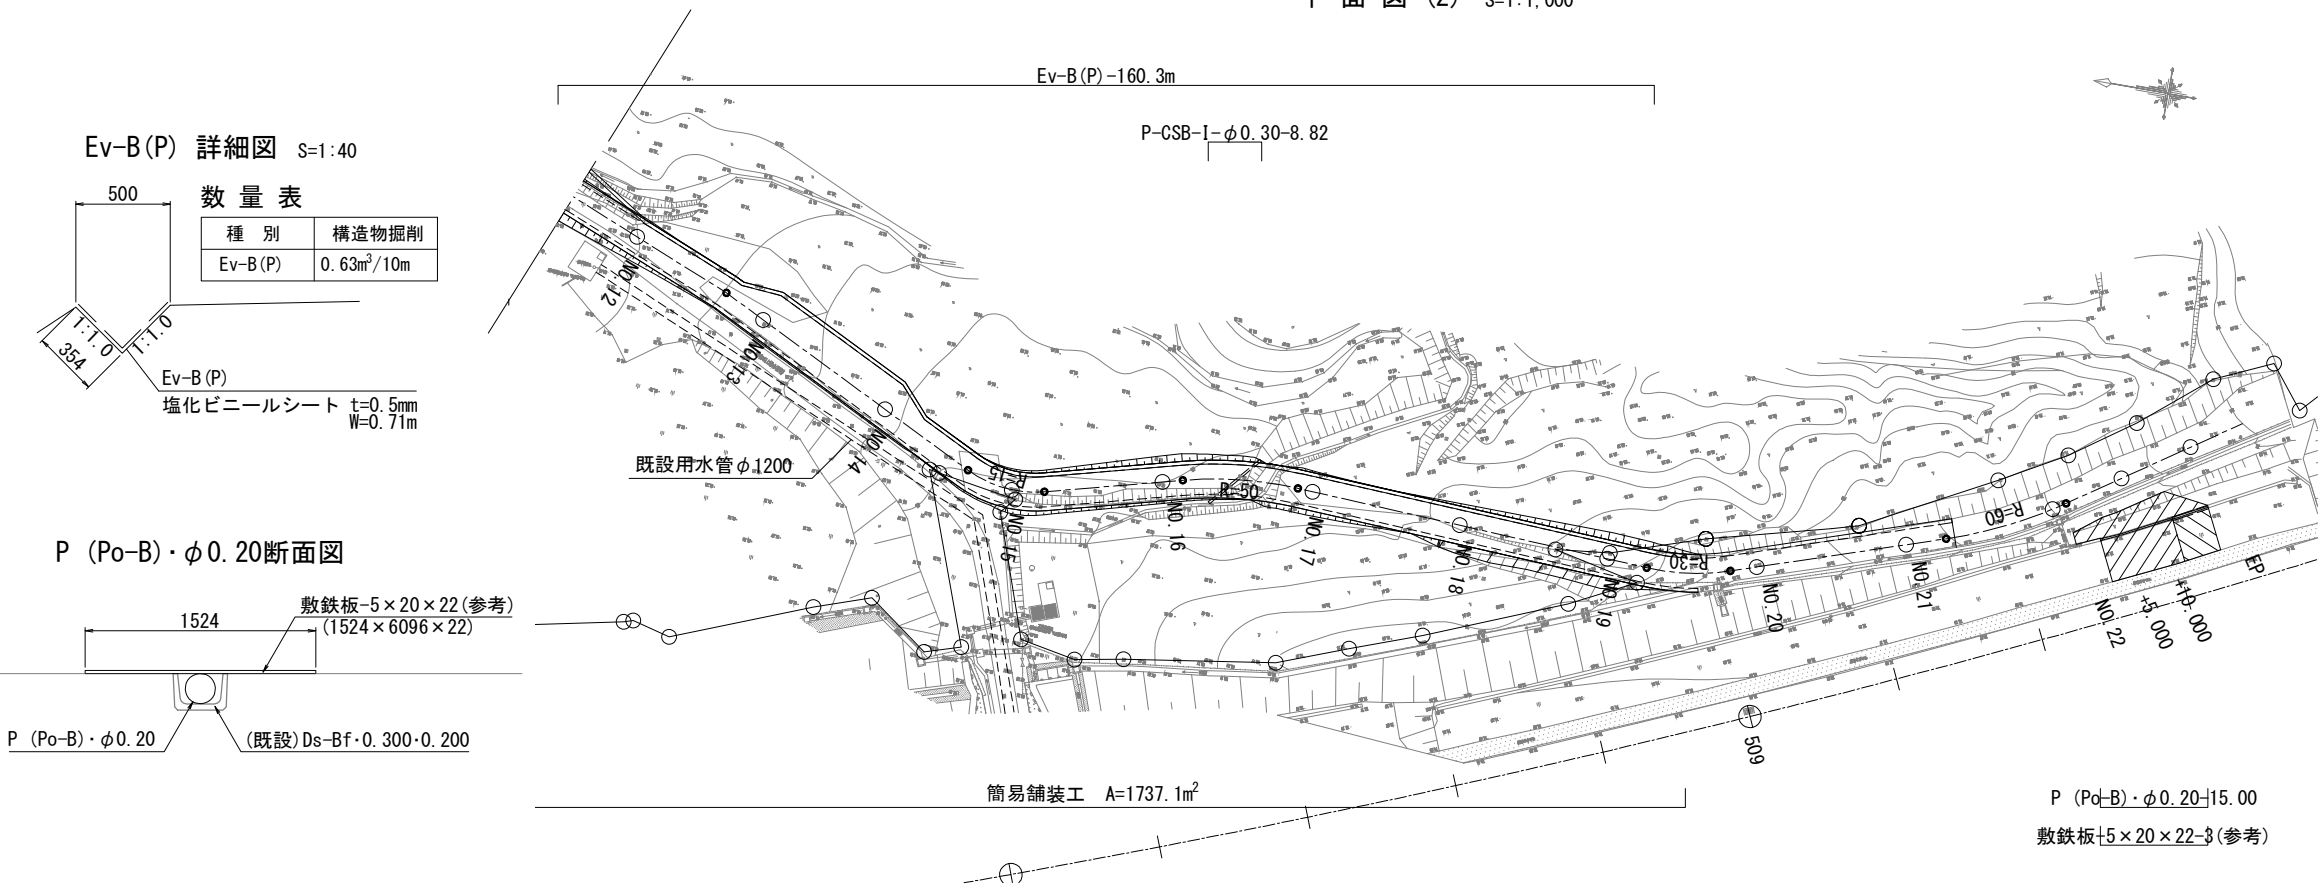 平 面 図 (2) S=1:1,000
Ev-B(P)-160.3m
P-CSB-I-φ0.30-8.82
Ev-B(P) 詳細図 S=1:40
数 量 表
種 別 構造物掘削
Ev-B(P) 0.63m³/10m
500
1:1.0
1:1.0
354
Ev-B(P)
塩化ビニールシート t=0.5mm
W=0.71m
P (Po-B)・φ0.20断面図
1524
敷鉄板-5×20×22(参考)
(1524×6096×22)
P (Po-B)・φ0.20
(既設)Ds-Bf・0.300・0.200
既設用水管φ1200
NO.12
NO.13
NO.14
R=15
NO.15
NO.16
R=50
NO.17
NO.18
NO.19
R=30
NO.20
NO.21
R=60
NO.22
+5.000
+10.000
EP
509
簡易舗装工 A=1737.1m²
P (Po-B)・φ0.20-15.00
敷鉄板-5×20×22-3(参考)